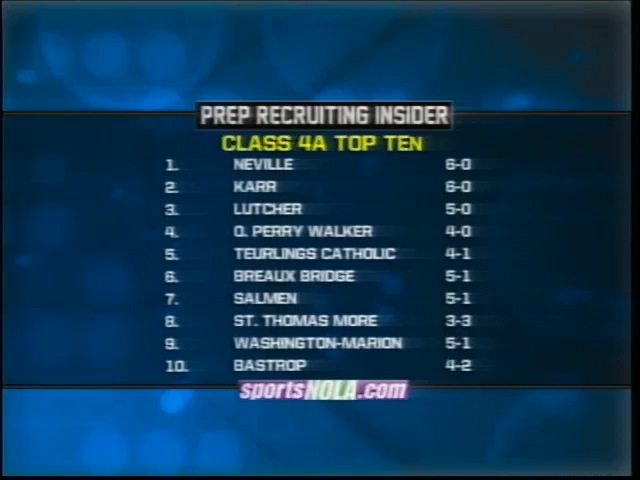 PREP RECRUITING INSIDER
CLASS 4A TOP TEN
1. NEVILLE 6-0
2. KARR 6-0
3. LUTCHER 5-0
4. O. PERRY WALKER 4-0
5. TEURLINGS CATHOLIC 4-1
6. BREAUX BRIDGE 5-1
7. SALMEN 5-1
8. ST. THOMAS MORE 3-3
9. WASHINGTON-MARION 5-1
10. BASTROP 4-2
sportsNOLA.com